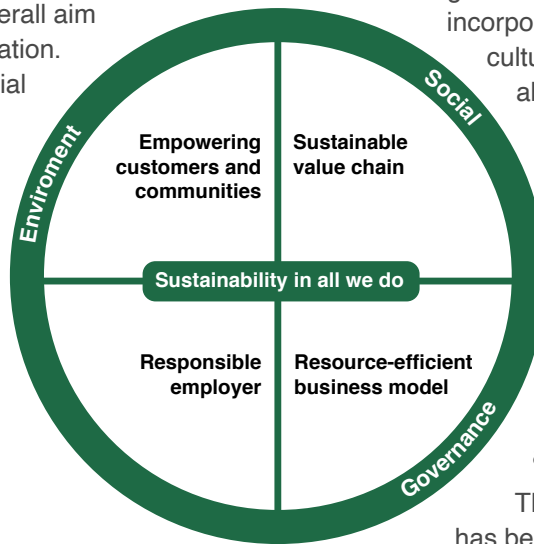 erall aim
ation.
ial
incorpo
cultu
al
Enviroment
Social
Empowering
customers and
communities
Sustainable
value chain
Sustainability in all we do
Responsible
employer
Resource-efficient
business model
Governance
Th
has be